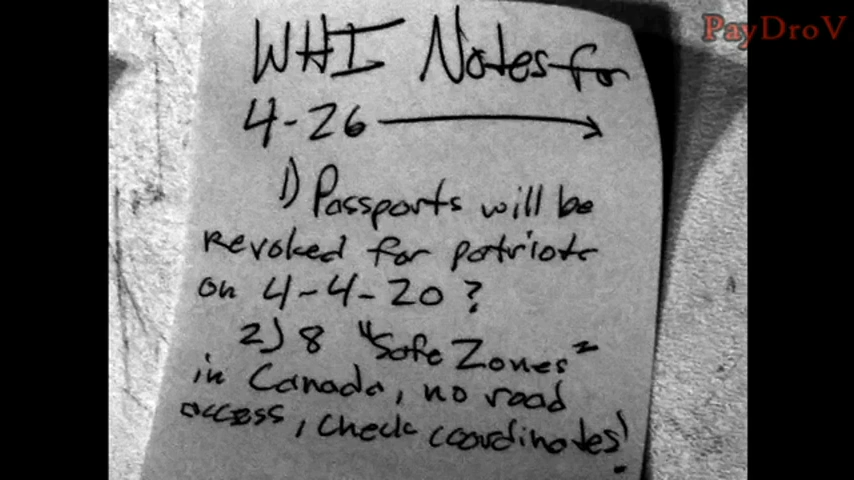 PayDroV
WHI Notes for
4-26 →
1) Passports will be
revoked for patriots
on 4-4-20 ?
2) 8 "Safe Zones"
in Canada, no road
access, check coordinates!